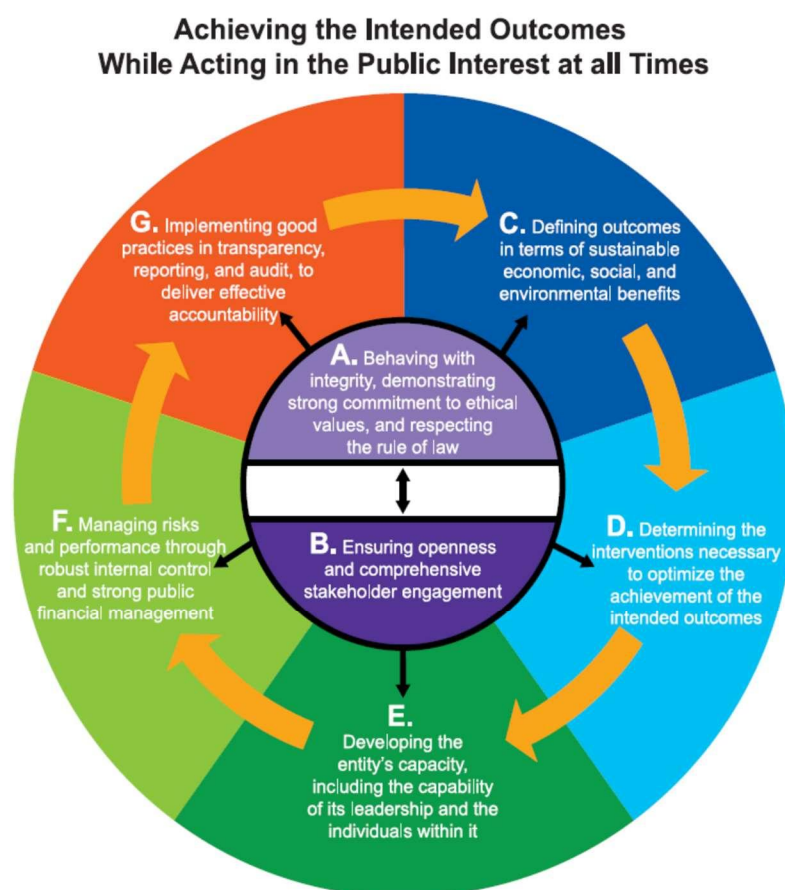 Achieving the Intended Outcomes
While Acting in the Public Interest at all Times
G. Implementing good
practices in transparency,
reporting, and audit, to
deliver effective
accountability
C. Defining outcomes
in terms of sustainable
economic, social, and
environmental benefits
A. Behaving with
integrity, demonstrating
strong commitment to ethical
values, and respecting
the rule of law
B. Ensuring openness
and comprehensive
stakeholder engagement
F. Managing risks
and performance through
robust internal control
and strong public
financial management
D. Determining the
interventions necessary
to optimize the
achievement of the
intended outcomes
E.
Developing the
entity's capacity,
including the capability
of its leadership and the
individuals within it